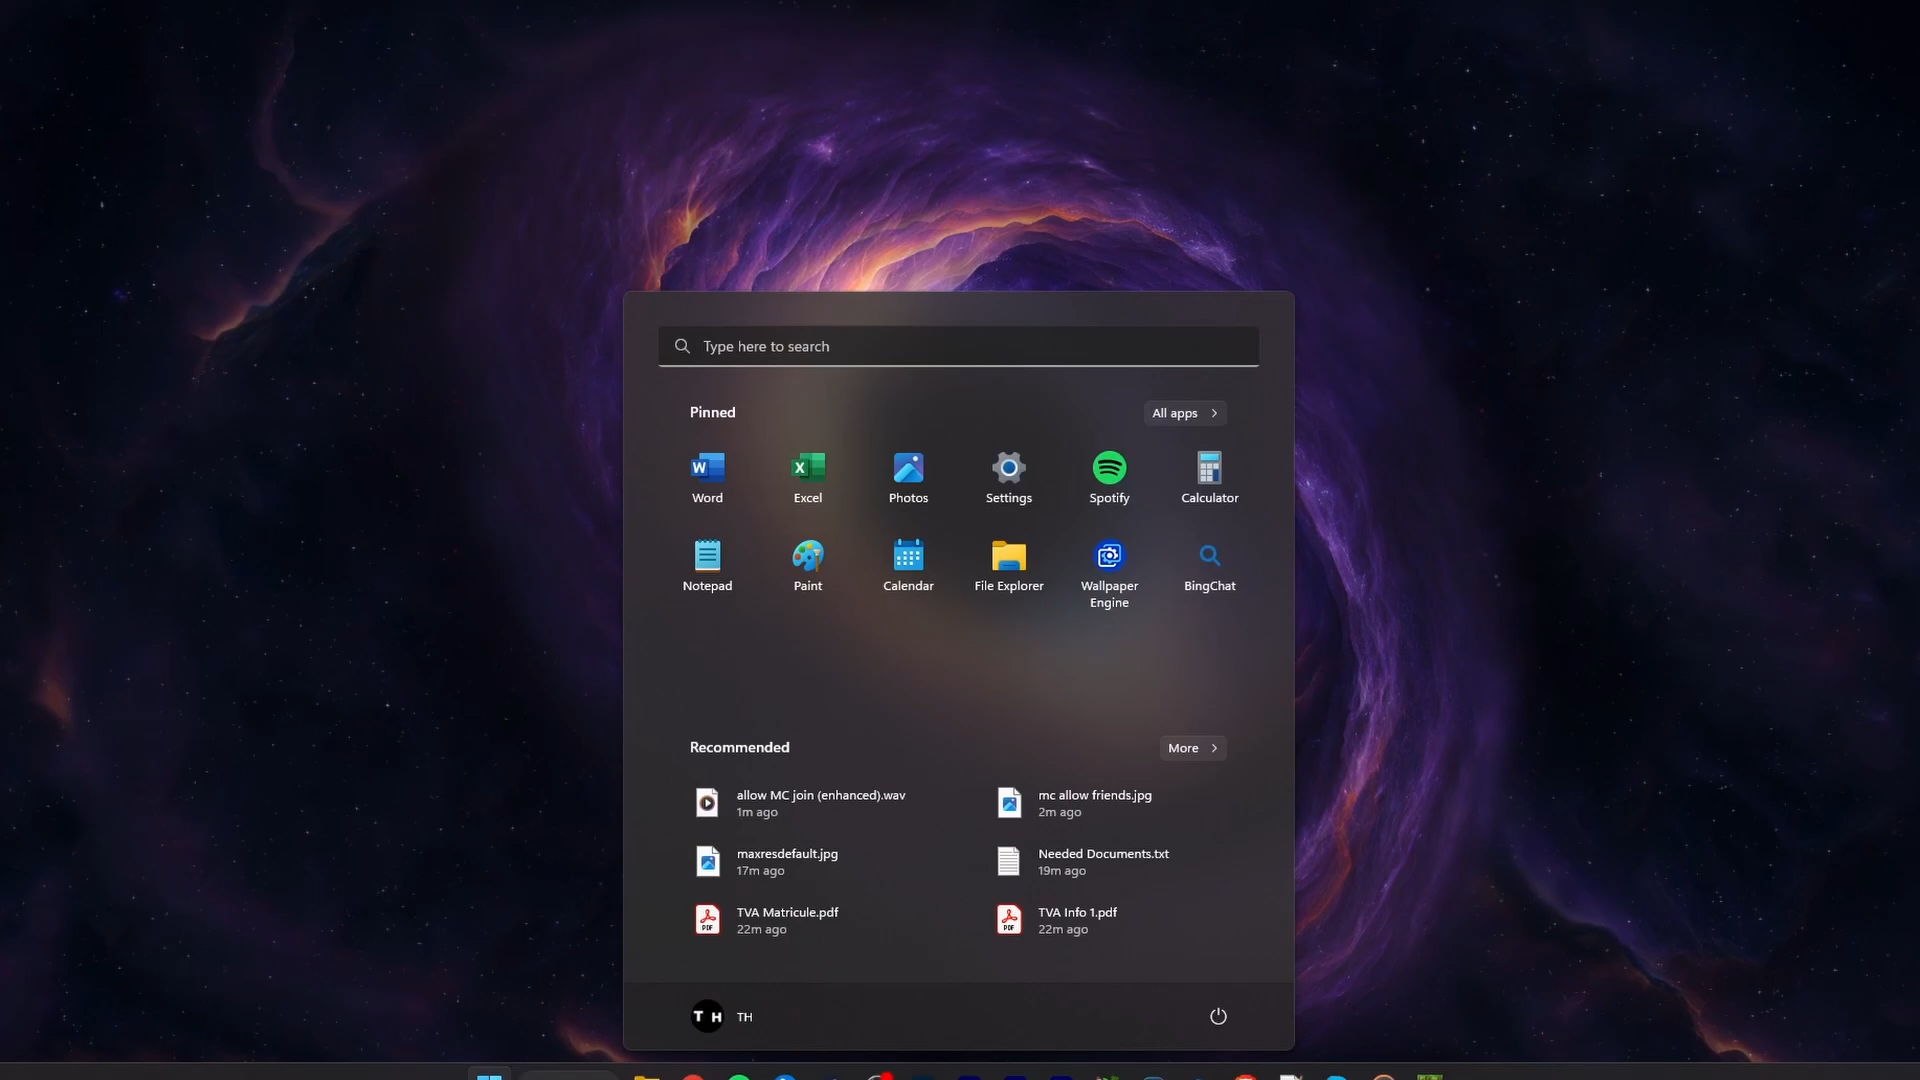 Type here to search
Pinned
All apps
Word
Excel
Photos
Settings
Spotify
Calculator
Notepad
Paint
Calendar
File Explorer
Wallpaper
Engine
BingChat
Recommended
More
allow MC join (enhanced).wav
1m ago
mc allow friends.jpg
2m ago
maxresdefault.jpg
17m ago
Needed Documents.txt
19m ago
TVA Matricule.pdf
22m ago
TVA Info 1.pdf
22m ago
PDF
PDF
T H TH